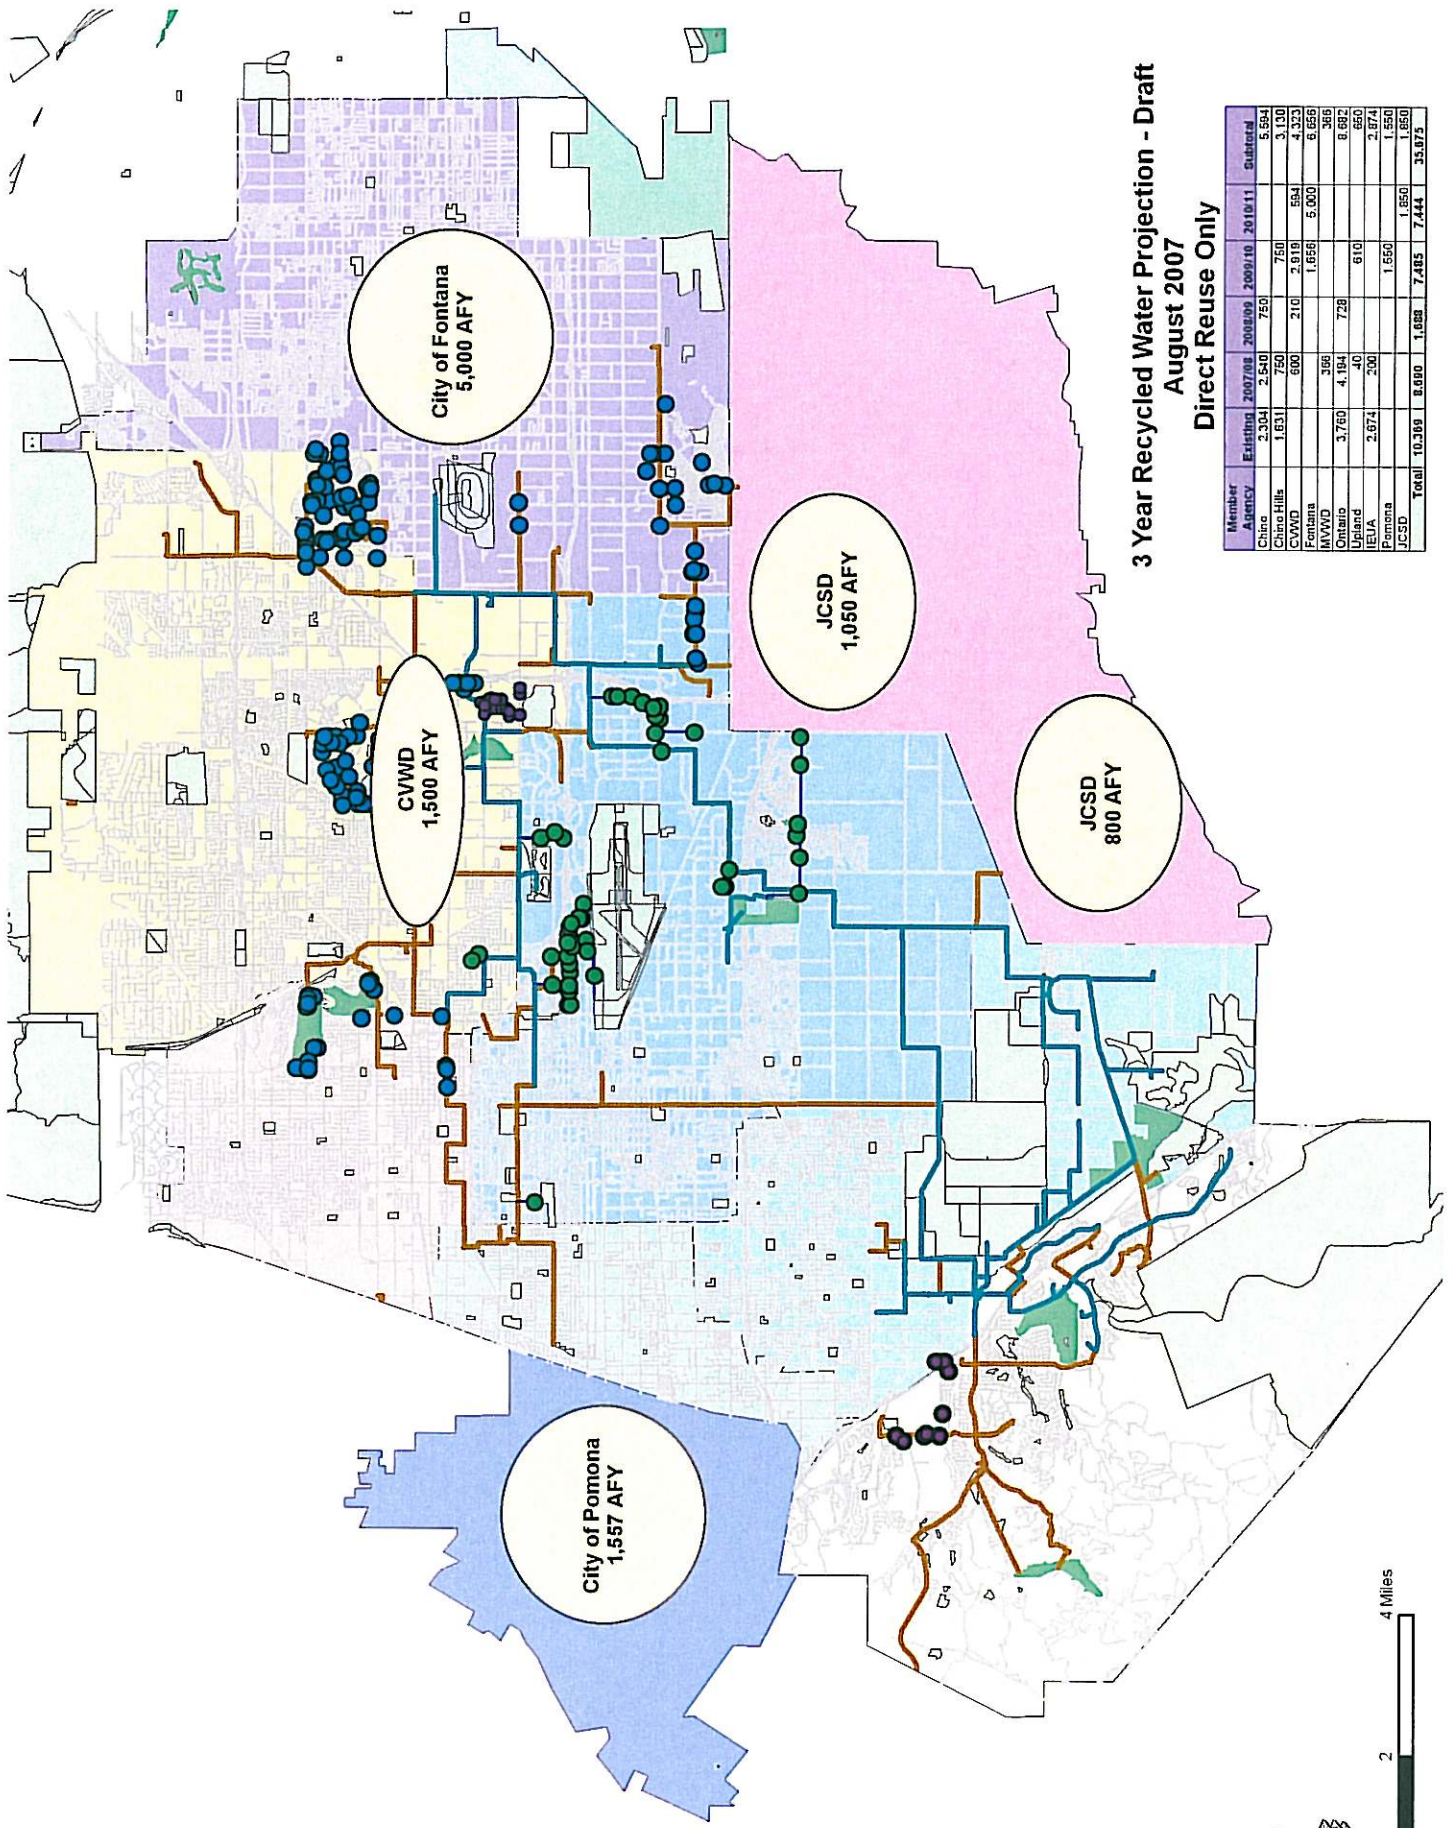 City of Fontana
5,000 AFY
CVWD
1,500 AFY
JCSD
1,050 AFY
JCSD
800 AFY
City of Pomona
1,557 AFY
3 Year Recycled Water Projection - Draft
August 2007
Direct Reuse Only
Member Agency Existing 2007/08 2008/09 2009/10 2010/11 Subtotal
Chino 2,304 2,540 750 5,594
Chino Hills 1,631 750 750 3,130
CVWD 600 210 2,919 594 4,323
Fontana 1,656 5,000 6,656
MVWD 366 366
Ontario 3,760 4,194 728 8,682
Upland 40 610 650
IEUA 2,674 200 2,874
Pomona 1,550 1,550
JCSD 1,850 1,850
Total 10,369 8,690 1,688 7,485 7,444 35,675
2 4 Miles